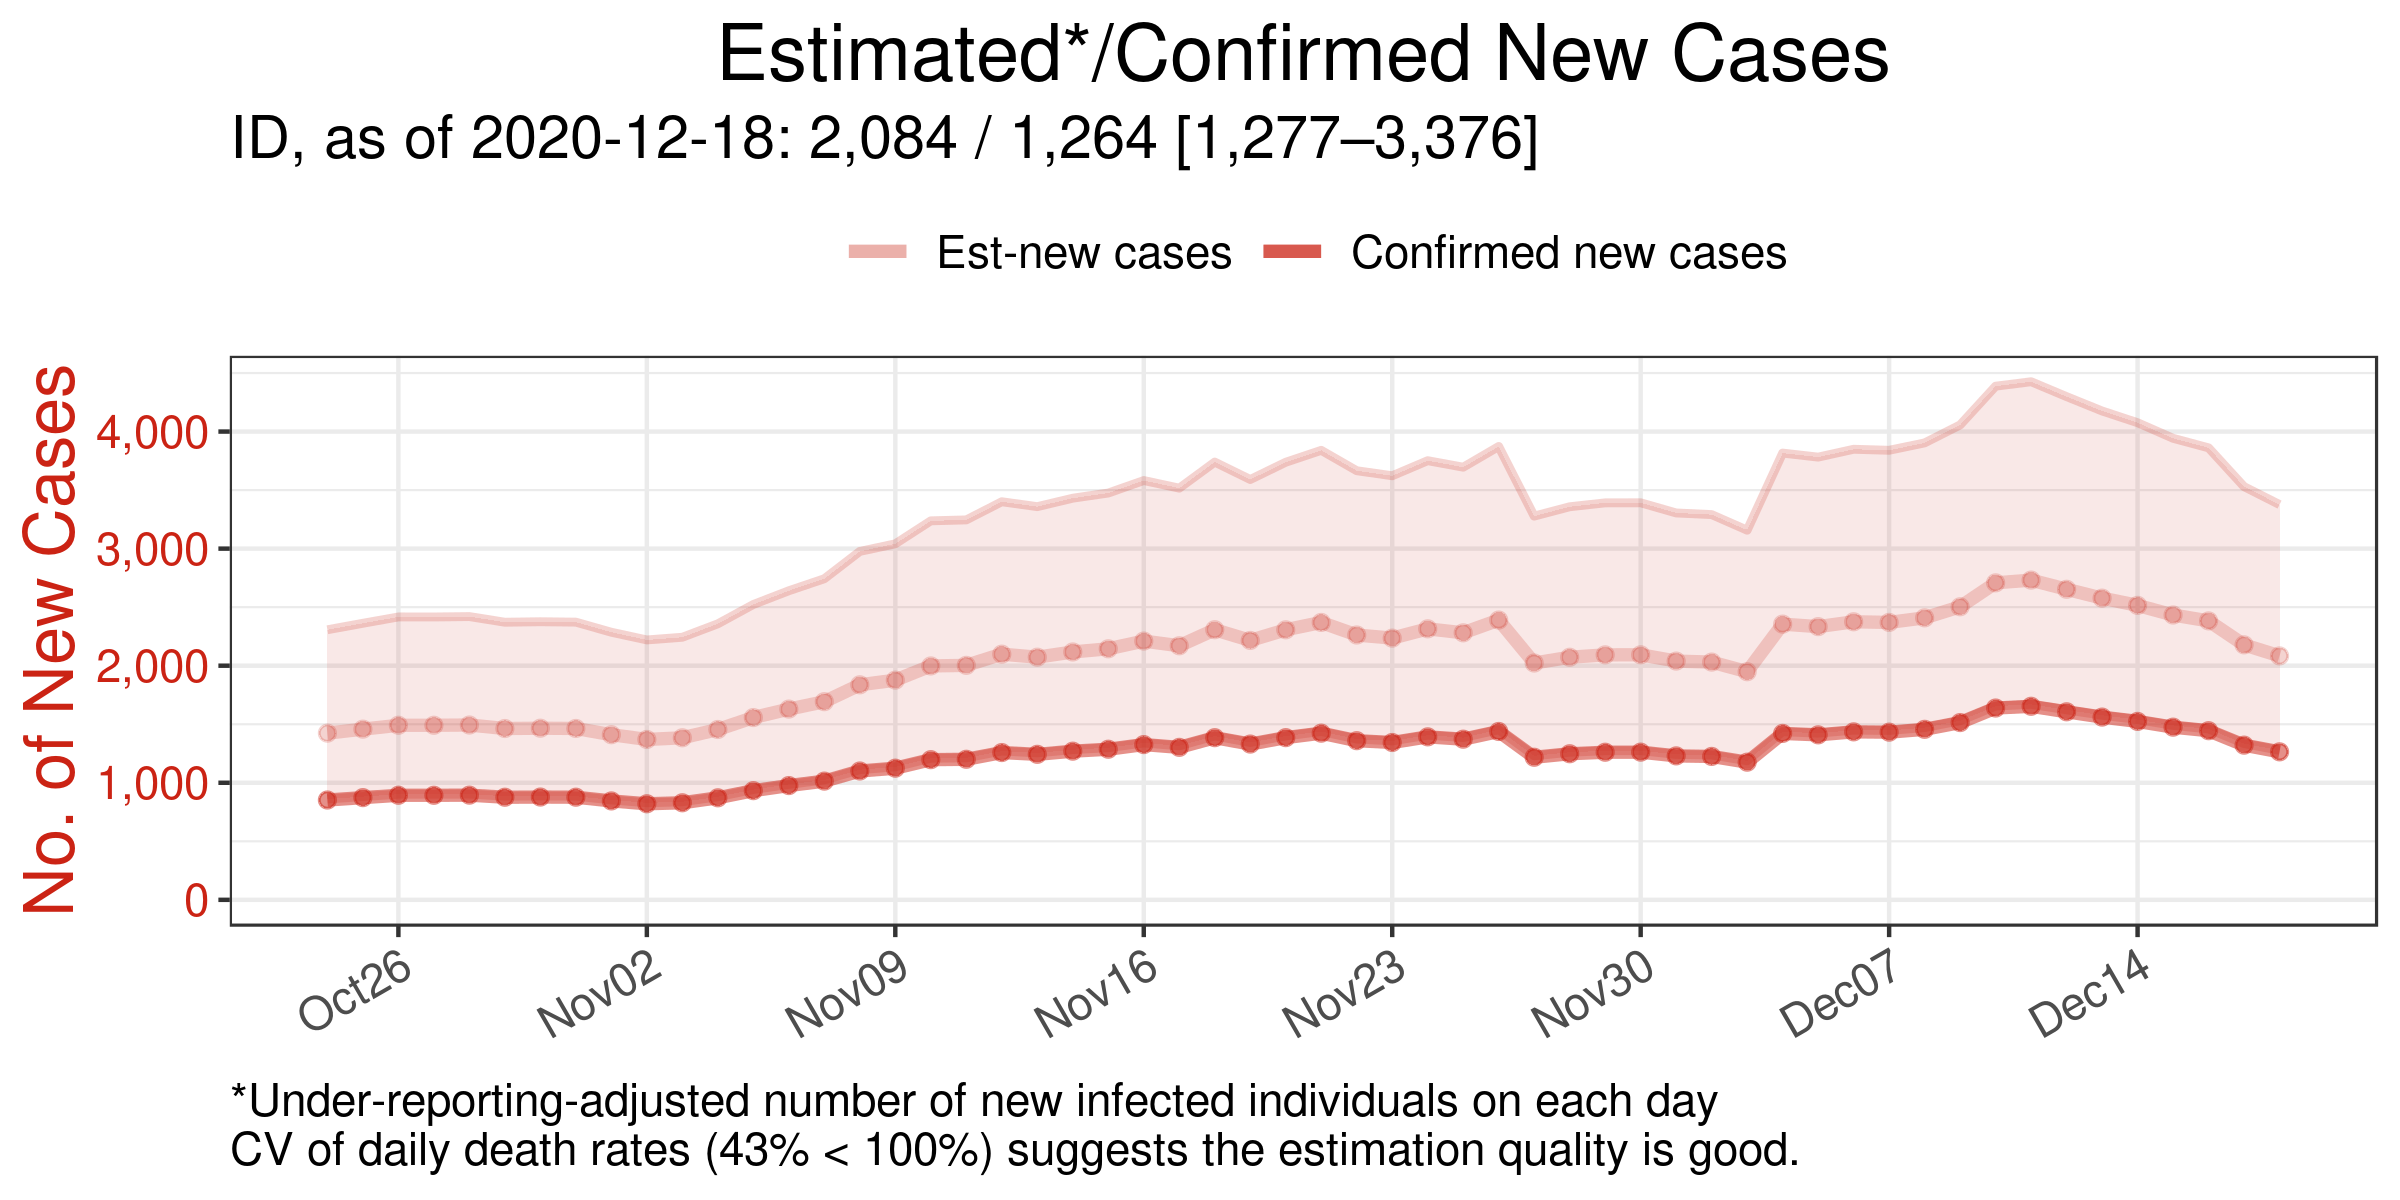 Estimated*/Confirmed New Cases
ID, as of 2020-12-18: 2,084 / 1,264 [1,277–3,376]
Est-new cases
Confirmed new cases
No. of New Cases
4,000
3,000
2,000
1,000
0
Oct26
Nov02
Nov09
Nov16
Nov23
Nov30
Dec07
Dec14
*Under-reporting-adjusted number of new infected individuals on each day
CV of daily death rates (43% < 100%) suggests the estimation quality is good.